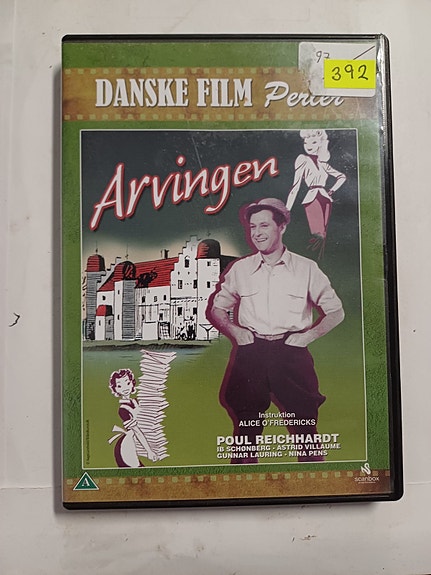 97
392
DANSKE FILM Perler
Arvingen
Instruktion
ALICE O'FREDERICKS
POUL REICHHARDT
IB SCHØNBERG - ASTRID VILLAUME
GUNNAR LAURING - NINA PENS
A
scanbox